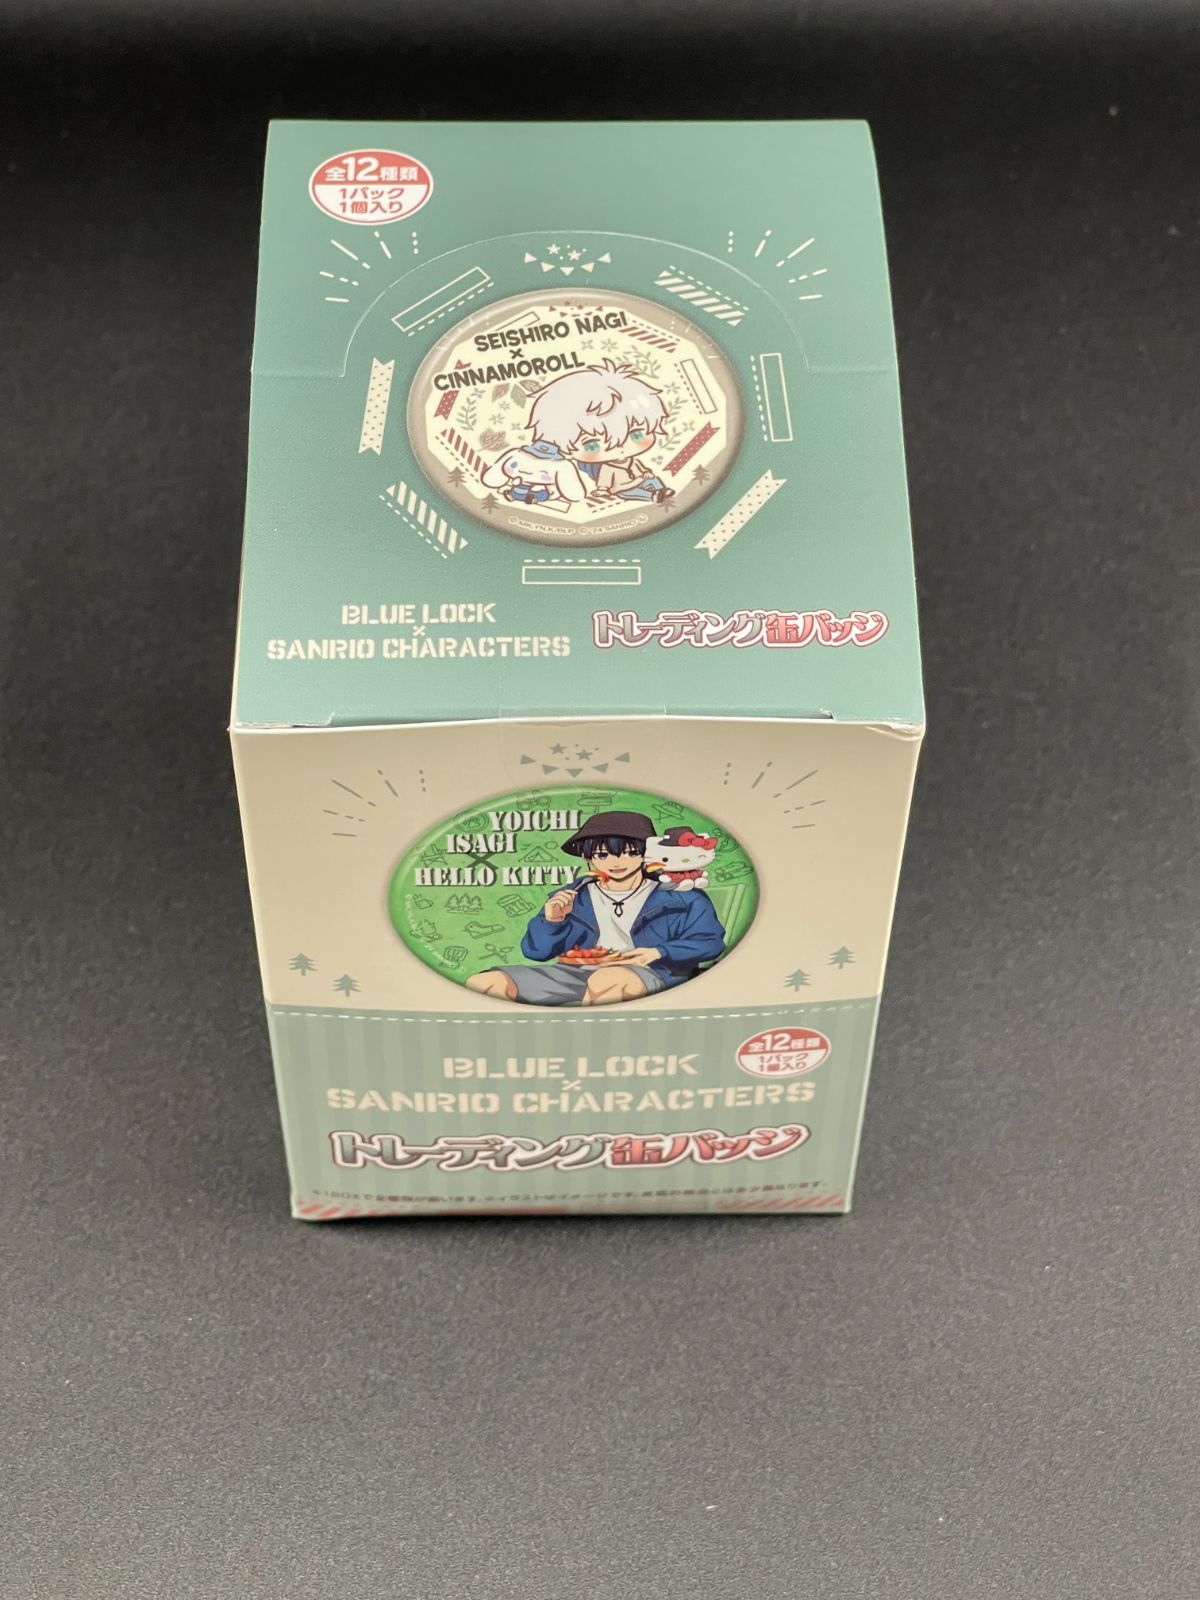 全12種類
1パック
1個入り
SEISHIRO NAGI
×
CINNAMOROLL
BLUE LOCK
×
SANRIO CHARACTERS
トレーディング缶バッジ
YOICHI
ISAGI
×
HELLO KITTY
全12種類
1パック
1個入り
BLUE LOCK
×
SANRIO CHARACTERS
トレーディング缶バッジ